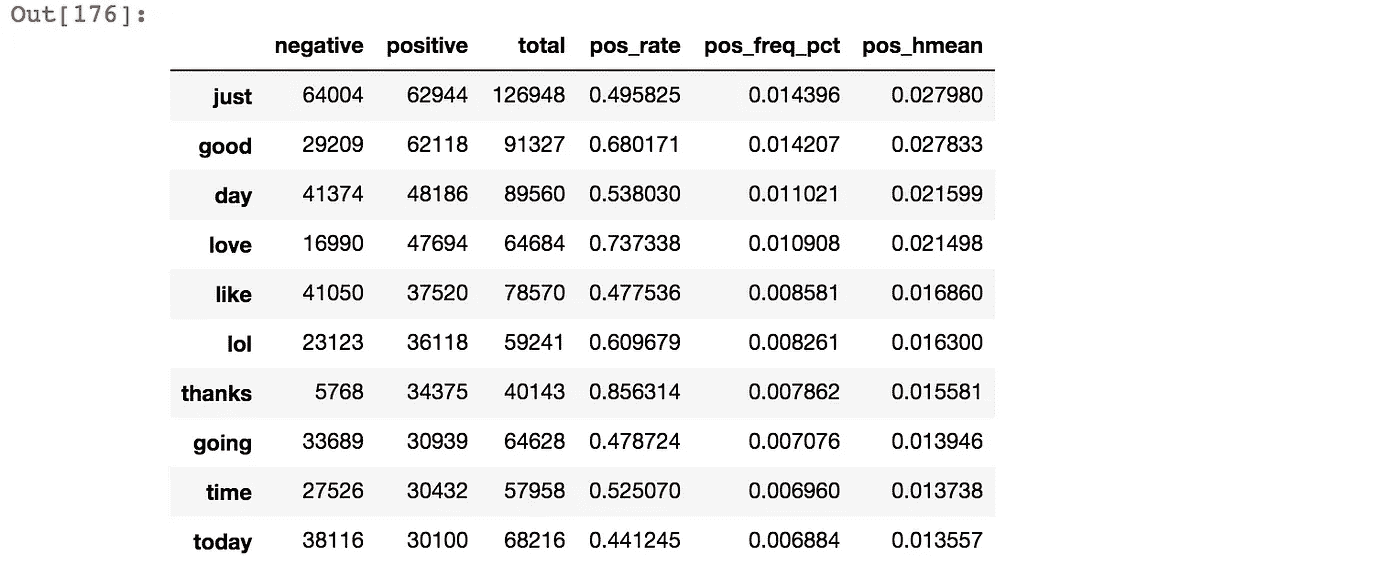 Out[176]:
negative positive total pos_rate pos_freq_pct pos_hmean
just 64004 62944 126948 0.495825 0.014396 0.027980
good 29209 62118 91327 0.680171 0.014207 0.027833
day 41374 48186 89560 0.538030 0.011021 0.021599
love 16990 47694 64684 0.737338 0.010908 0.021498
like 41050 37520 78570 0.477536 0.008581 0.016860
lol 23123 36118 59241 0.609679 0.008261 0.016300
thanks 5768 34375 40143 0.856314 0.007862 0.015581
going 33689 30939 64628 0.478724 0.007076 0.013946
time 27526 30432 57958 0.525070 0.006960 0.013738
today 38116 30100 68216 0.441245 0.006884 0.013557